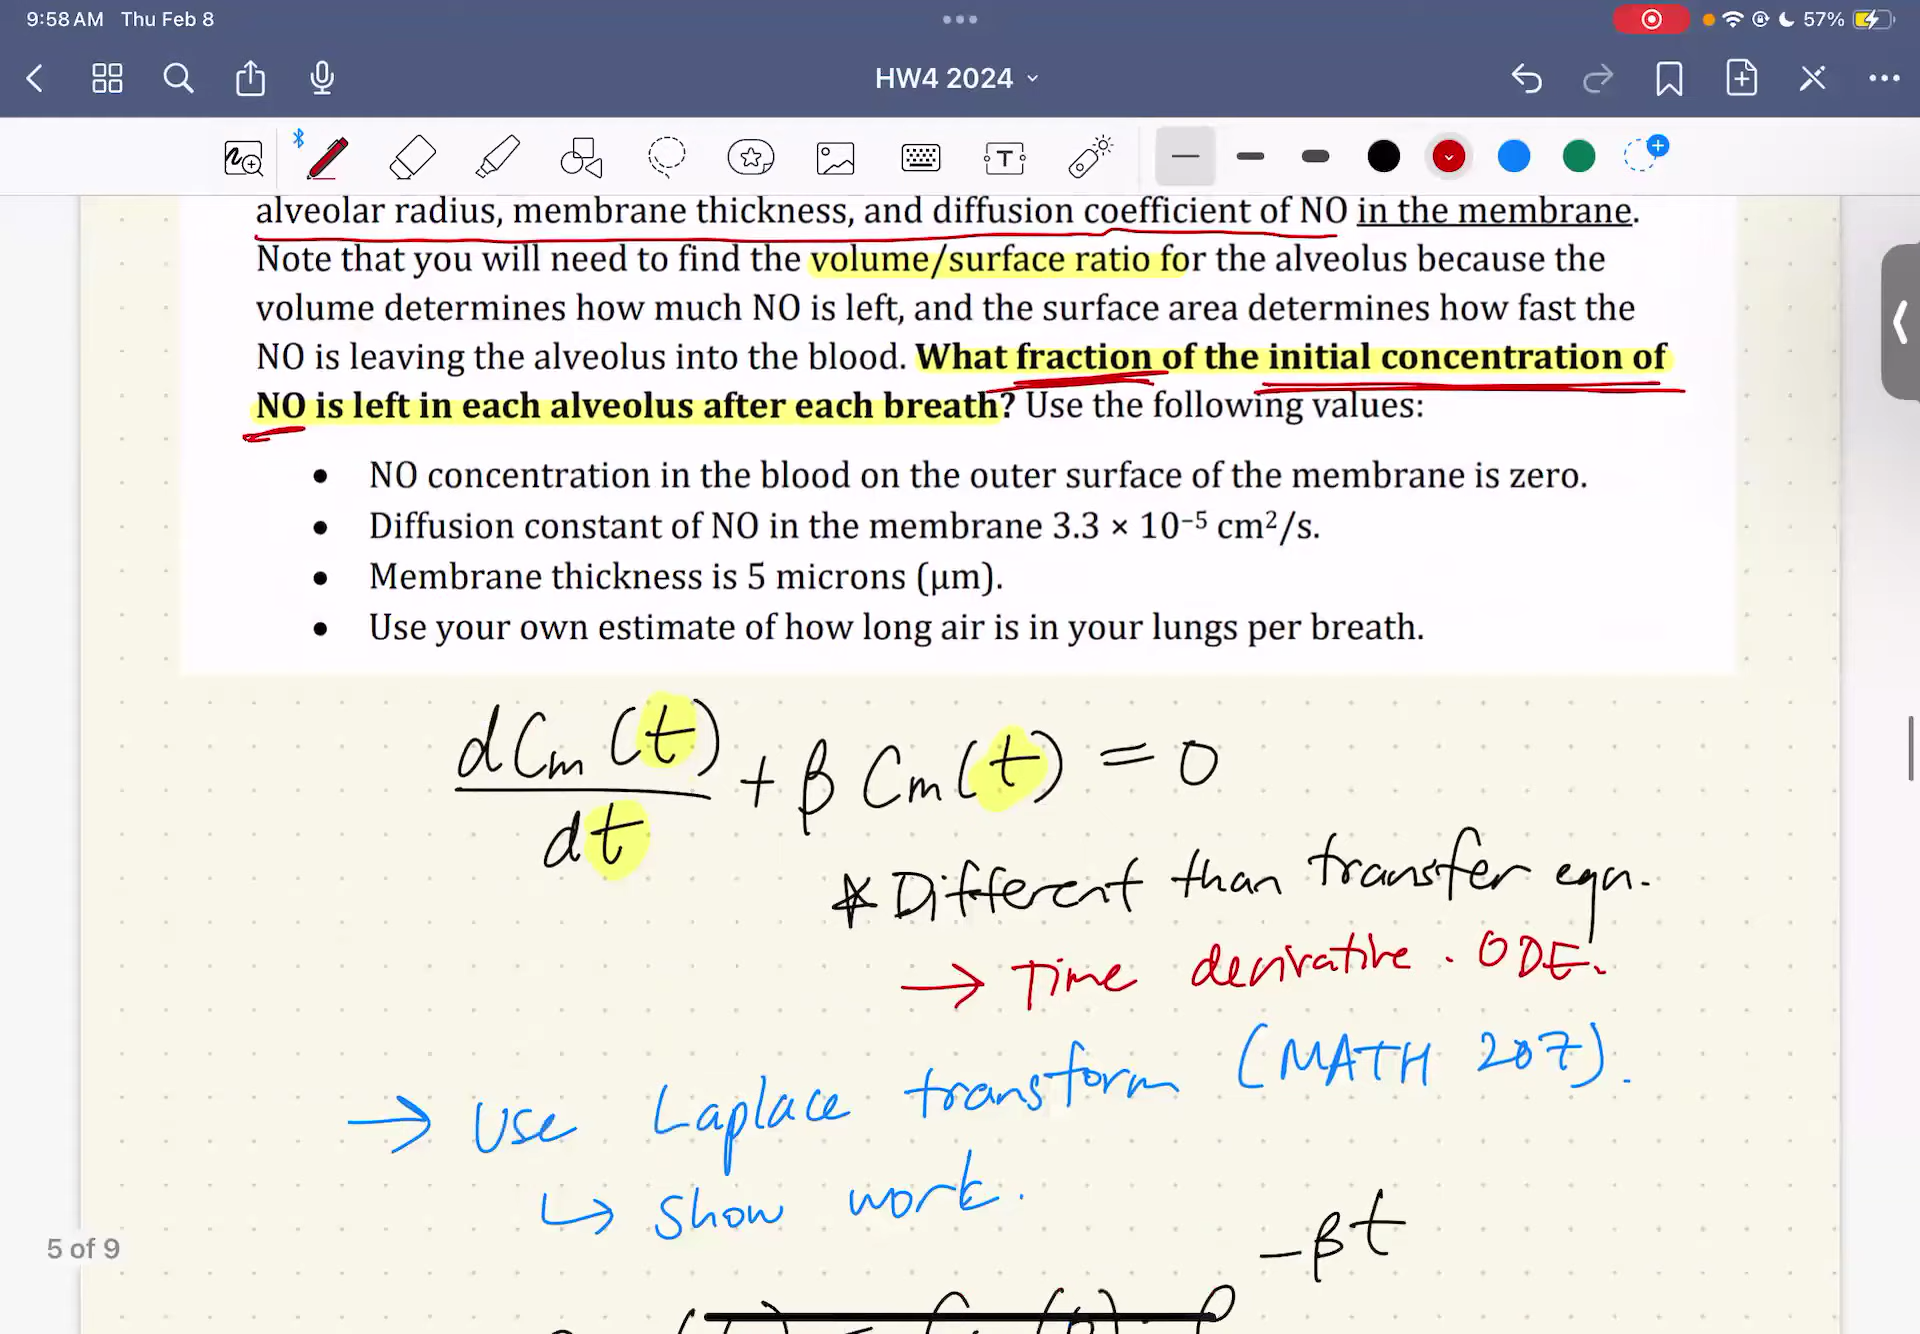 9:58 AM Thu Feb 8
57%
HW4 2024
T
alveolar radius, membrane thickness, and diffusion coefficient of NO in the membrane.
Note that you will need to find the volume/surface ratio for the alveolus because the
volume determines how much NO is left, and the surface area determines how fast the
NO is leaving the alveolus into the blood. What fraction of the initial concentration of
NO is left in each alveolus after each breath? Use the following values:
• NO concentration in the blood on the outer surface of the membrane is zero.
• Diffusion constant of NO in the membrane 3.3 × 10⁻⁵ cm²/s.
• Membrane thickness is 5 microns (μm).
• Use your own estimate of how long air is in your lungs per breath.
dCm(t)
dt
+ β Cm(t) = 0
* Different than transfer eqn.
→ Time derivative. ODE.
→ Use Laplace transform (MATH 207).
↳ Show work.
-βt
5 of 9